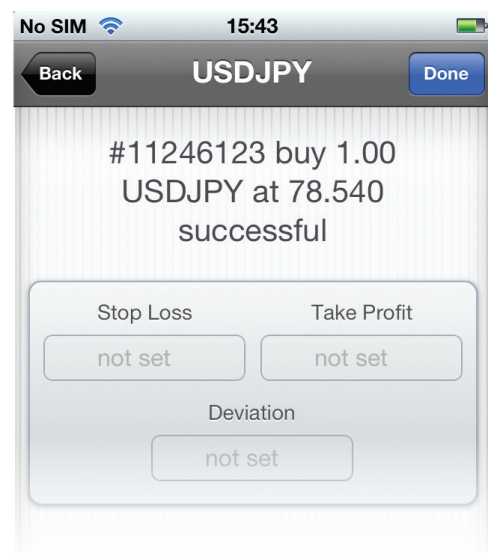 No SIM 15:43
Back USDJPY Done
#11246123 buy 1.00
USDJPY at 78.540
successful
Stop Loss Take Profit
not set not set
Deviation
not set